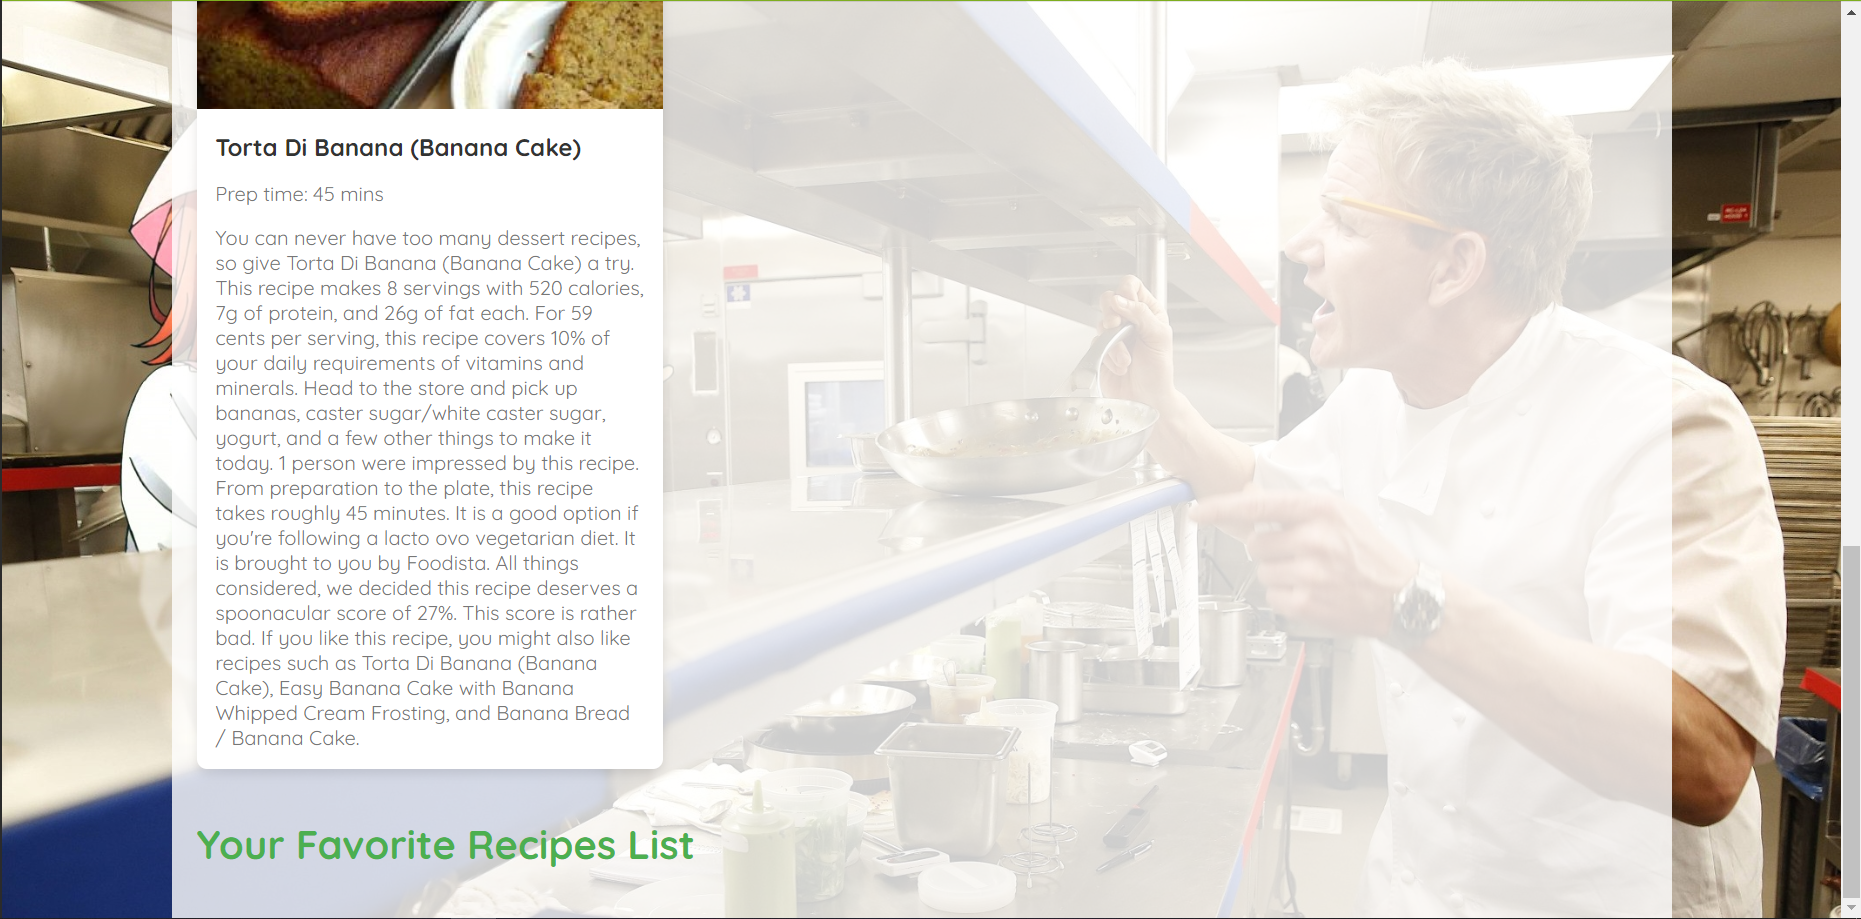 Torta Di Banana (Banana Cake)
Prep time: 45 mins
You can never have too many dessert recipes,
so give Torta Di Banana (Banana Cake) a try.
This recipe makes 8 servings with 520 calories,
7g of protein, and 26g of fat each. For 59
cents per serving, this recipe covers 10% of
your daily requirements of vitamins and
minerals. Head to the store and pick up
bananas, caster sugar/white caster sugar,
yogurt, and a few other things to make it
today. 1 person were impressed by this recipe.
From preparation to the plate, this recipe
takes roughly 45 minutes. It is a good option if
you're following a lacto ovo vegetarian diet. It
is brought to you by Foodista. All things
considered, we decided this recipe deserves a
spoonacular score of 27%. This score is rather
bad. If you like this recipe, you might also like
recipes such as Torta Di Banana (Banana
Cake), Easy Banana Cake with Banana
Whipped Cream Frosting, and Banana Bread
/ Banana Cake.
Your Favorite Recipes List